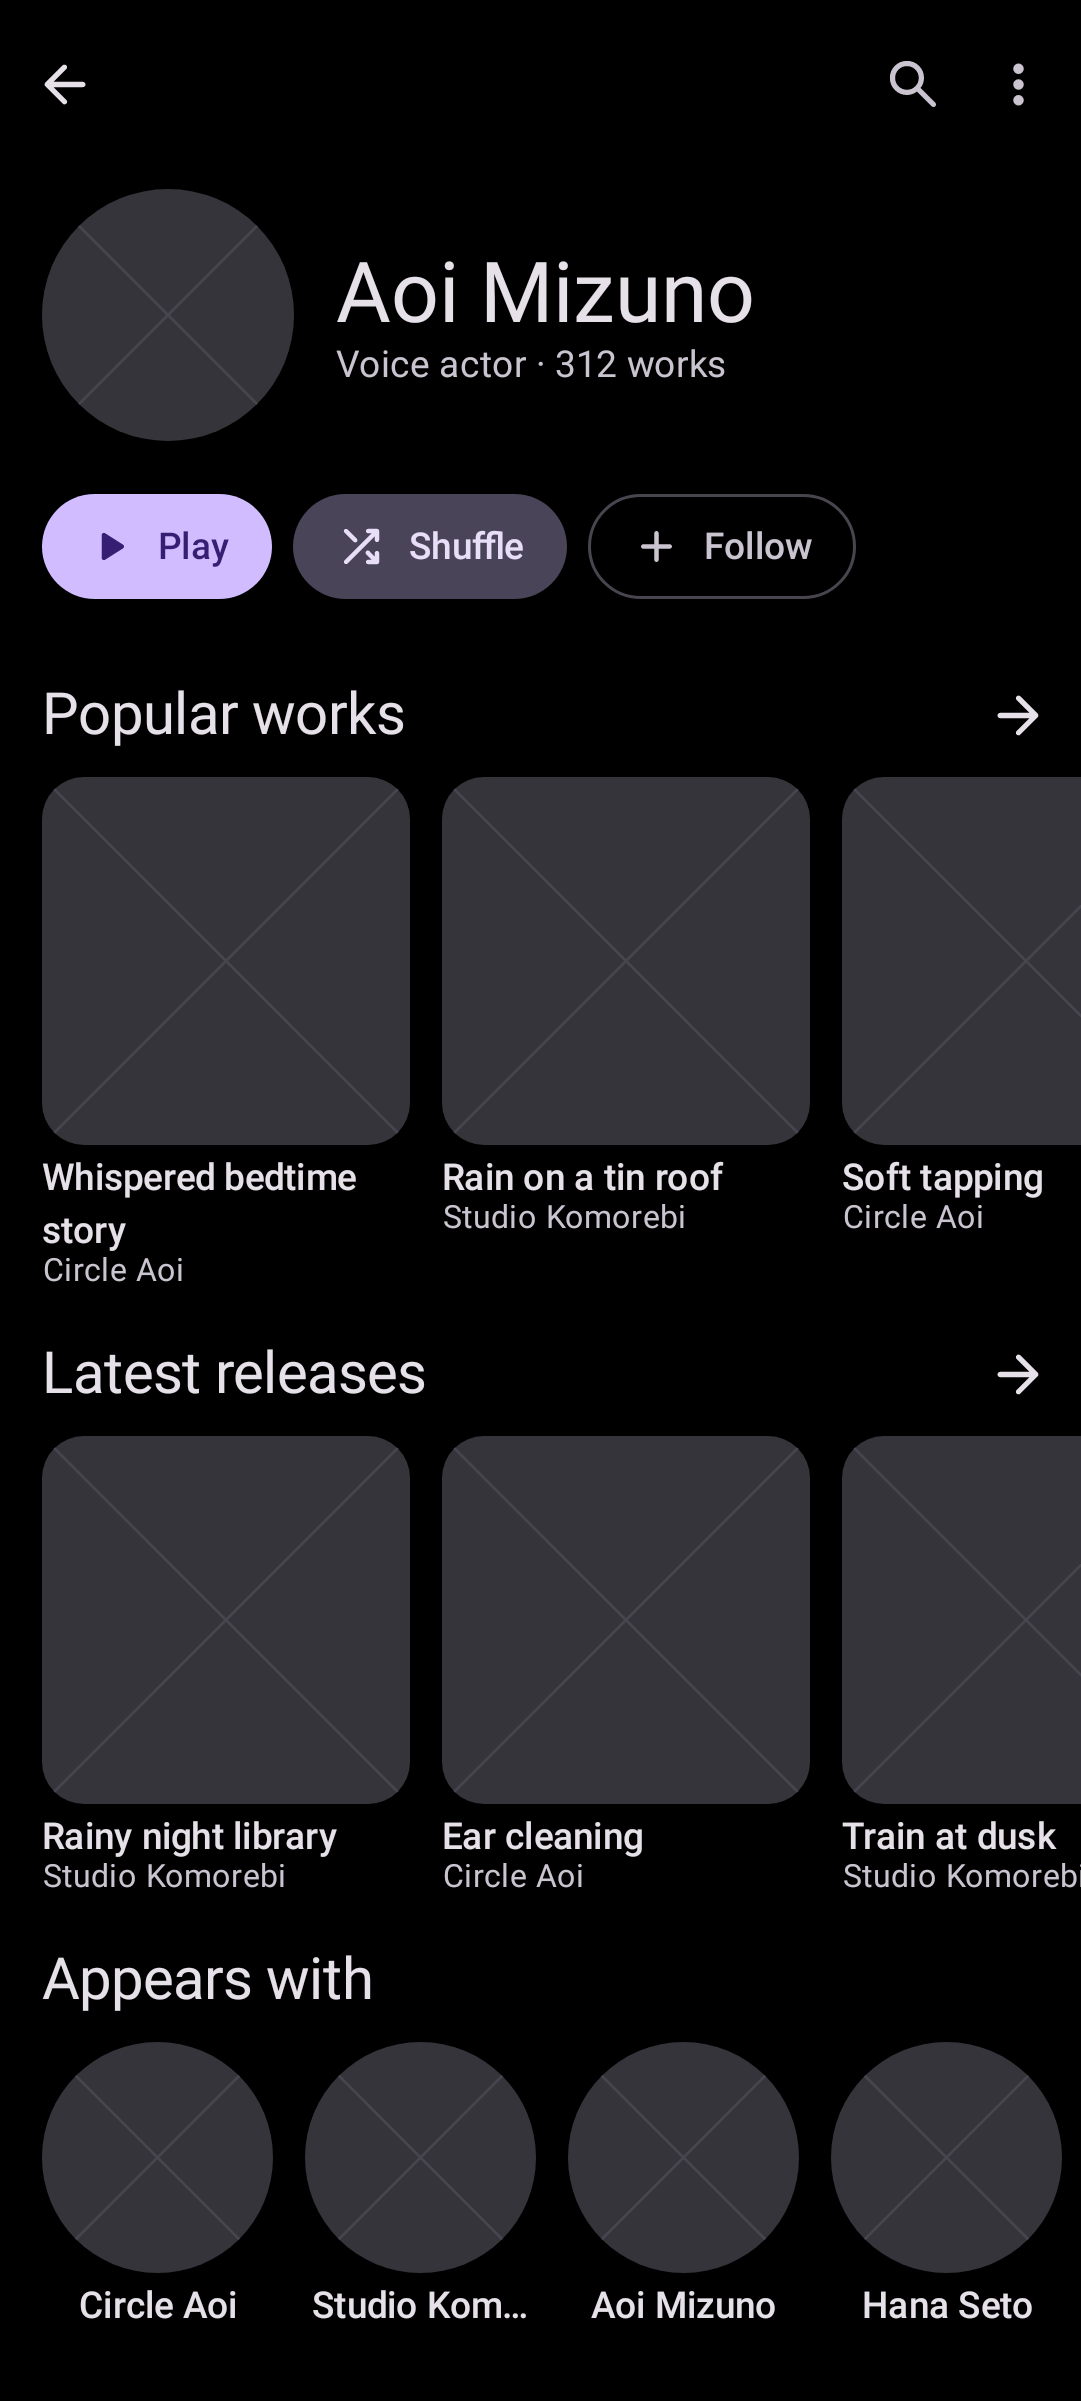 Aoi Mizuno
Voice actor · 312 works
Play
Shuffle
Follow
Popular works
Whispered bedtime
story
Circle Aoi
Rain on a tin roof
Studio Komorebi
Soft tapping
Circle Aoi
Latest releases
Rainy night library
Studio Komorebi
Ear cleaning
Circle Aoi
Train at dusk
Studio Komorebi
Appears with
Circle Aoi
Studio Kom...
Aoi Mizuno
Hana Seto